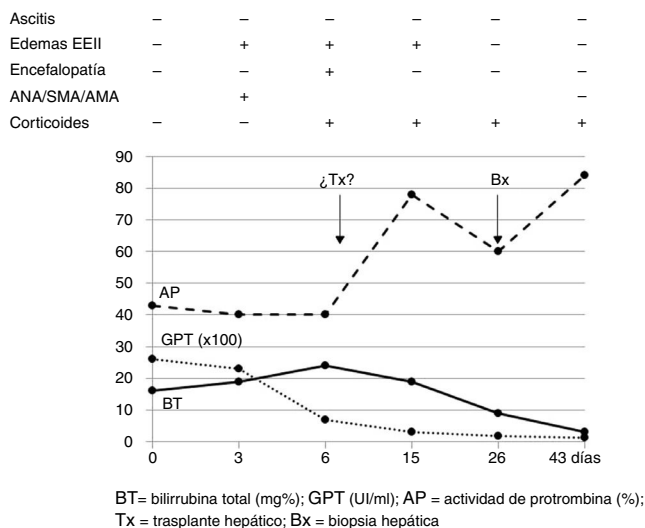 Ascitis – – – – – –
Edemas EEII – + + + – –
Encefalopatía – – + – – –
ANA/SMA/AMA + –
Corticoides – – + + + +
90
80
70
60
50
40
30
20
10
0
¿Tx?
Bx
AP
GPT (x100)
BT
0 3 6 15 26 43 días
BT= bilirrubina total (mg%); GPT (UI/ml); AP = actividad de protrombina (%);
Tx = trasplante hepático; Bx = biopsia hepática